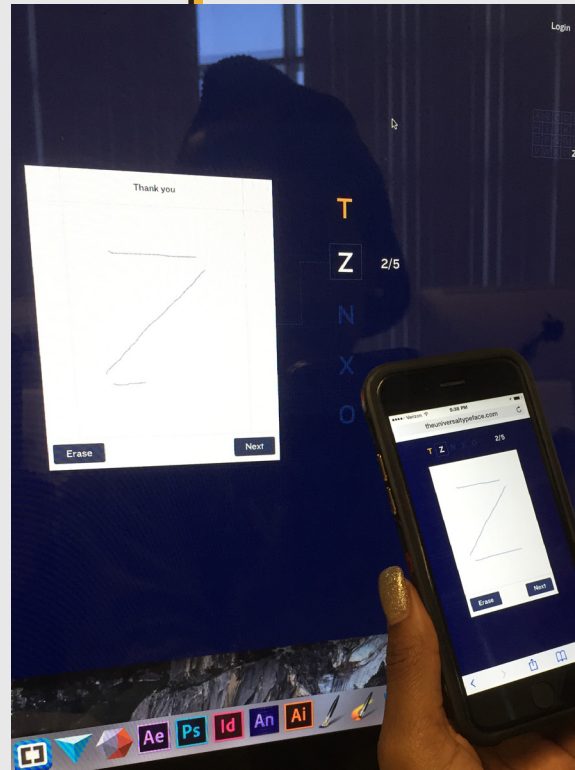 Login
Thank you
T
Z 2/5
N
X
O
Z
Erase Next
Verizon 5:39 PM
theuniversaltypeface.com
T Z N X O 2/5
Z
Erase Next
Ae Ps Id An Ai